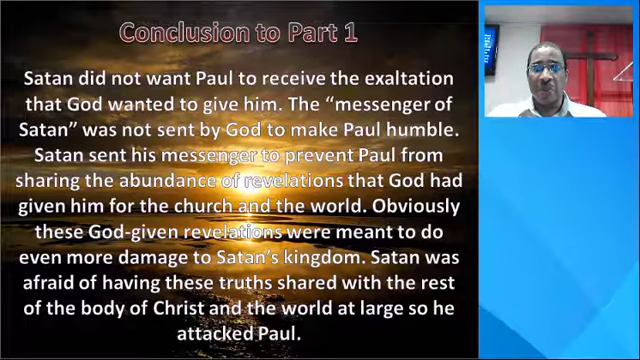 Conclusion to Part 1
Satan did not want Paul to receive the exaltation
that God wanted to give him. The “messenger of
Satan” was not sent by God to make Paul humble.
Satan sent his messenger to prevent Paul from
sharing the abundance of revelations that God had
given him for the church and the world. Obviously
these God-given revelations were meant to do
even more damage to Satan’s kingdom. Satan was
afraid of having these truths shared with the rest
of the body of Christ and the world at large so he
attacked Paul.